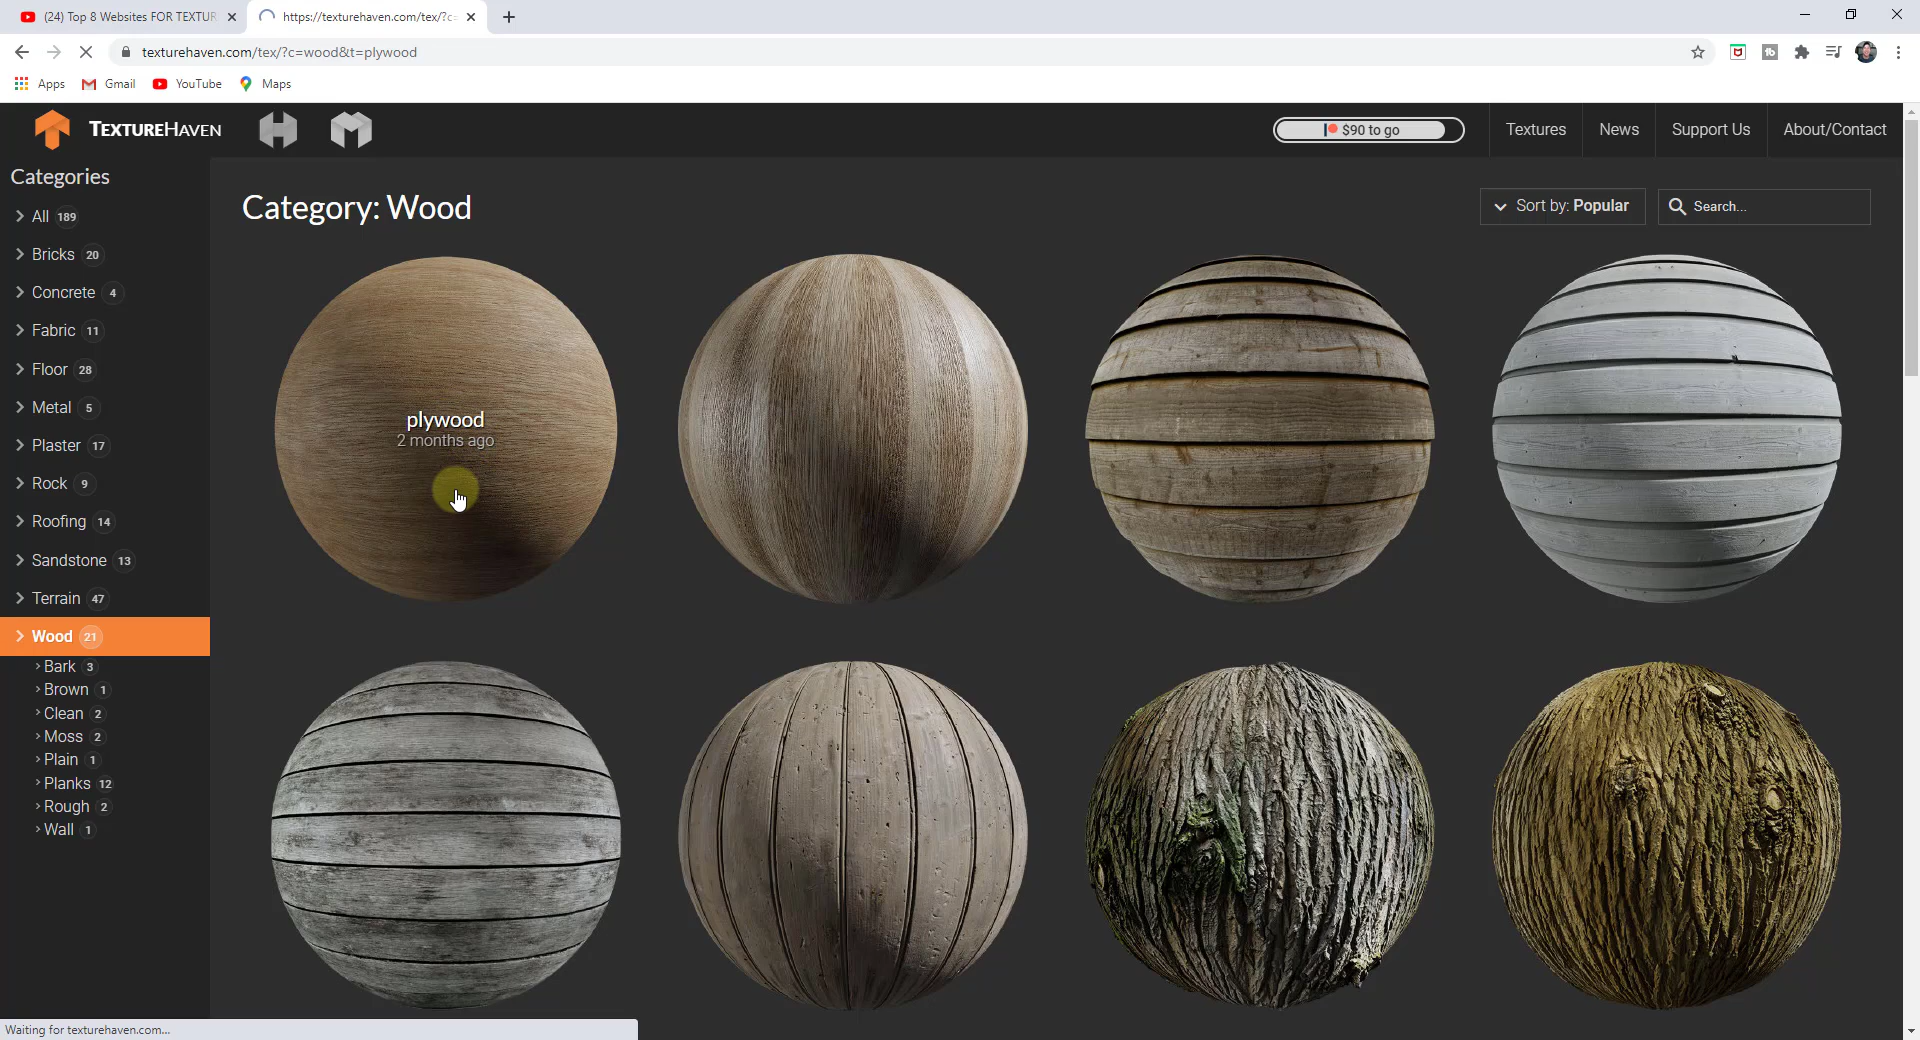 (24) Top 8 Websites FOR TEXTUR
https://texturehaven.com/tex/?c=
texturehaven.com/tex/?c=wood&t=plywood
Apps
Gmail
YouTube
Maps
TEXTUREHAVEN
$90 to go
Textures
News
Support Us
About/Contact
Categories
All 189
Bricks 20
Concrete 4
Fabric 11
Floor 28
Metal 5
Plaster 17
Rock 9
Roofing 14
Sandstone 13
Terrain 47
Wood 21
Bark 3
Brown 1
Clean 2
Moss 2
Plain 1
Planks 12
Rough 2
Wall 1
Category: Wood
Sort by: Popular
Search...
plywood
2 months ago
Waiting for texturehaven.com...